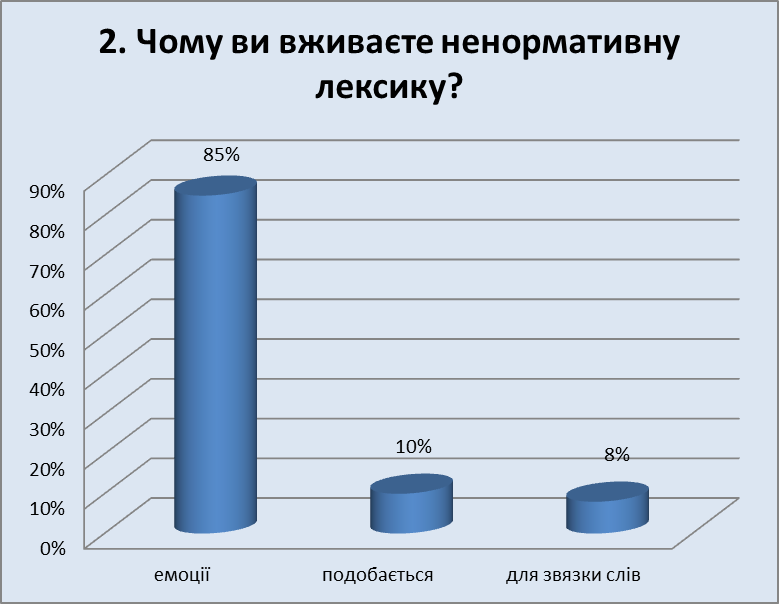 2. Чому ви вживаєте ненормативну
лексику?
85%
90%
80%
70%
60%
50%
40%
30%
20%
10%
0%
10%
8%
емоції
подобається
для звязки слів